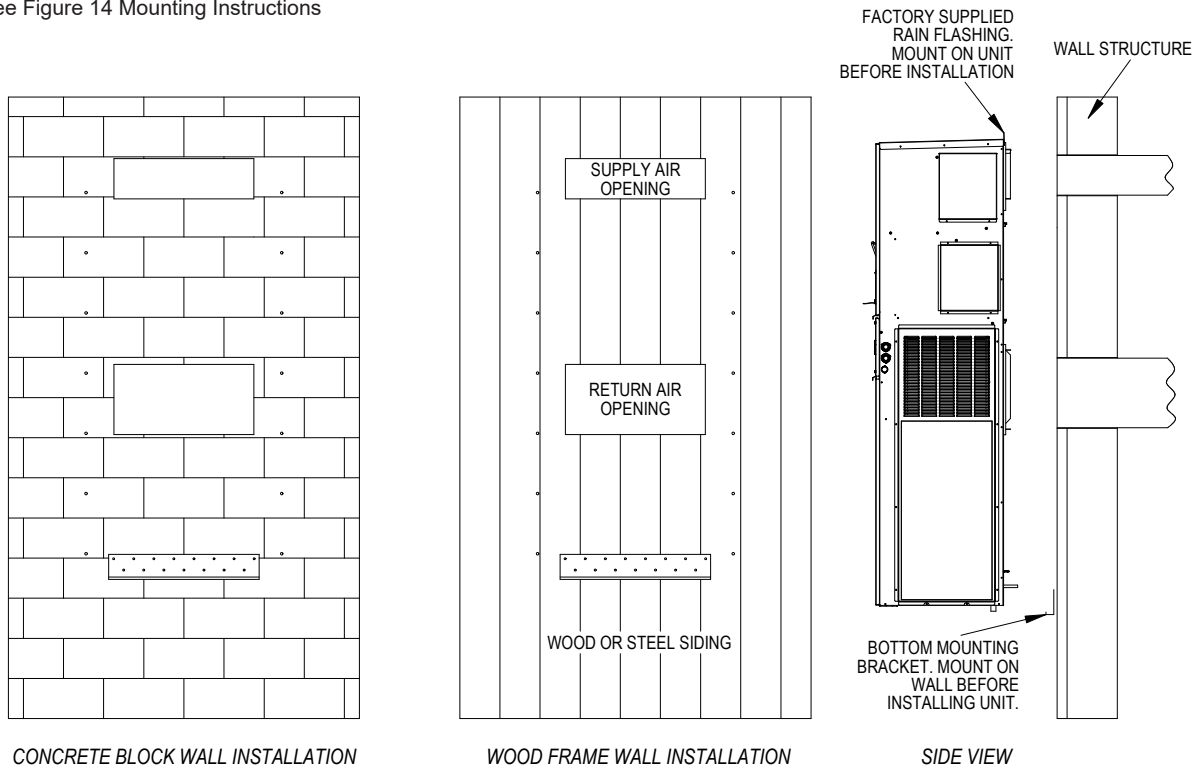 ee Figure 14 Mounting Instructions
FACTORY SUPPLIED
RAIN FLASHING.
MOUNT ON UNIT
BEFORE INSTALLATION
WALL STRUCTURE
SUPPLY AIR
OPENING
RETURN AIR
OPENING
WOOD OR STEEL SIDING
BOTTOM MOUNTING
BRACKET. MOUNT ON
WALL BEFORE
INSTALLING UNIT.
CONCRETE BLOCK WALL INSTALLATION
WOOD FRAME WALL INSTALLATION
SIDE VIEW